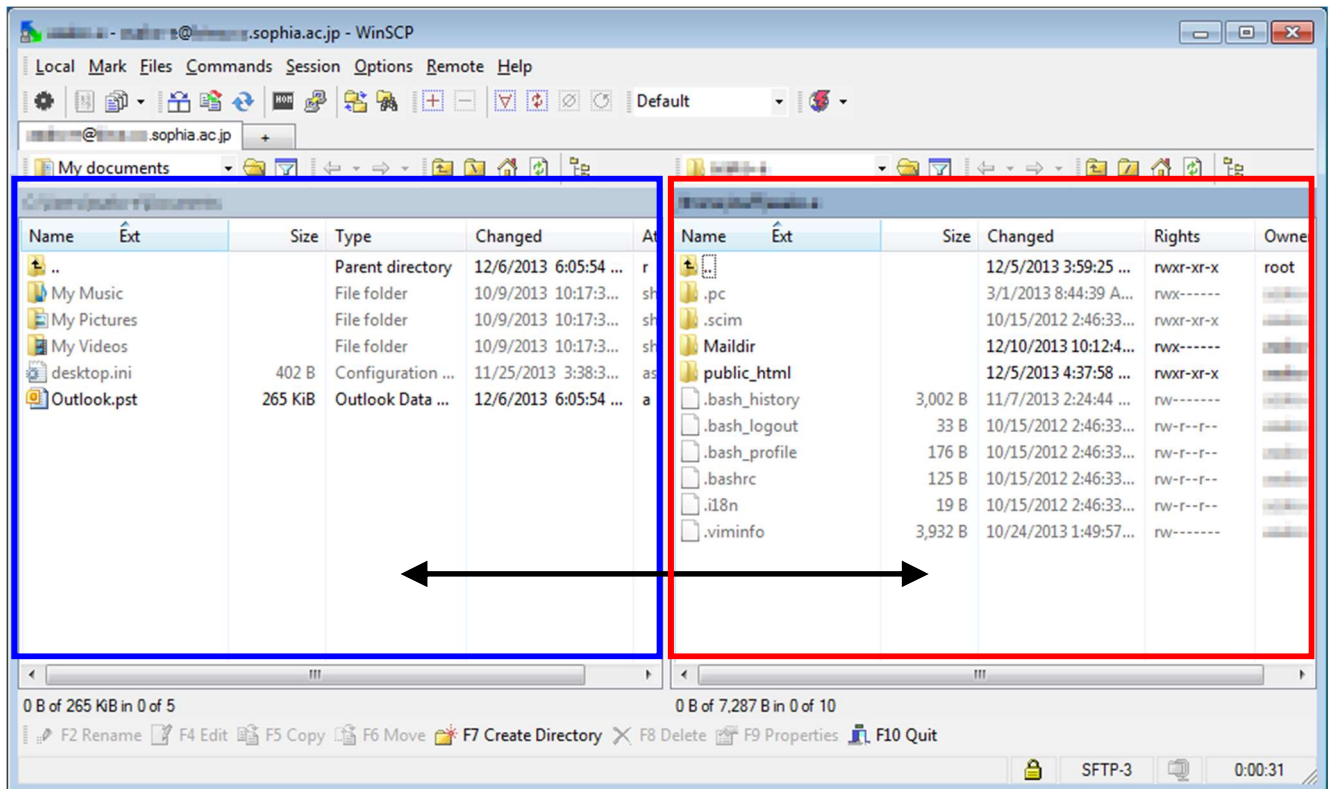 .sophia.ac.jp - WinSCP
Local Mark Files Commands Session Options Remote Help
Default
.sophia.ac.jp +
My documents
Name Ext Size Type Changed At
.. Parent directory 12/6/2013 6:05:54 ... r
My Music File folder 10/9/2013 10:17:3... sh
My Pictures File folder 10/9/2013 10:17:3... sh
My Videos File folder 10/9/2013 10:17:3... sh
desktop.ini 402 B Configuration ... 11/25/2013 3:38:3... as
Outlook.pst 265 KiB Outlook Data ... 12/6/2013 6:05:54 ... a
Name Ext Size Changed Rights Owne
.. 12/5/2013 3:59:25 ... rwxr-xr-x root
.pc 3/1/2013 8:44:39 A... rwx------
.scim 10/15/2012 2:46:33... rwxr-xr-x
Maildir 12/10/2013 10:12:4... rwx------
public_html 12/5/2013 4:37:58 ... rwxr-xr-x
.bash_history 3,002 B 11/7/2013 2:24:44 ... rw-------
.bash_logout 33 B 10/15/2012 2:46:33... rw-r--r--
.bash_profile 176 B 10/15/2012 2:46:33... rw-r--r--
.bashrc 125 B 10/15/2012 2:46:33... rw-r--r--
.i18n 19 B 10/15/2012 2:46:33... rw-r--r--
.viminfo 3,932 B 10/24/2013 1:49:57... rw-------
0 B of 265 KiB in 0 of 5
0 B of 7,287 B in 0 of 10
F2 Rename F4 Edit F5 Copy F6 Move F7 Create Directory F8 Delete F9 Properties F10 Quit
SFTP-3 0:00:31